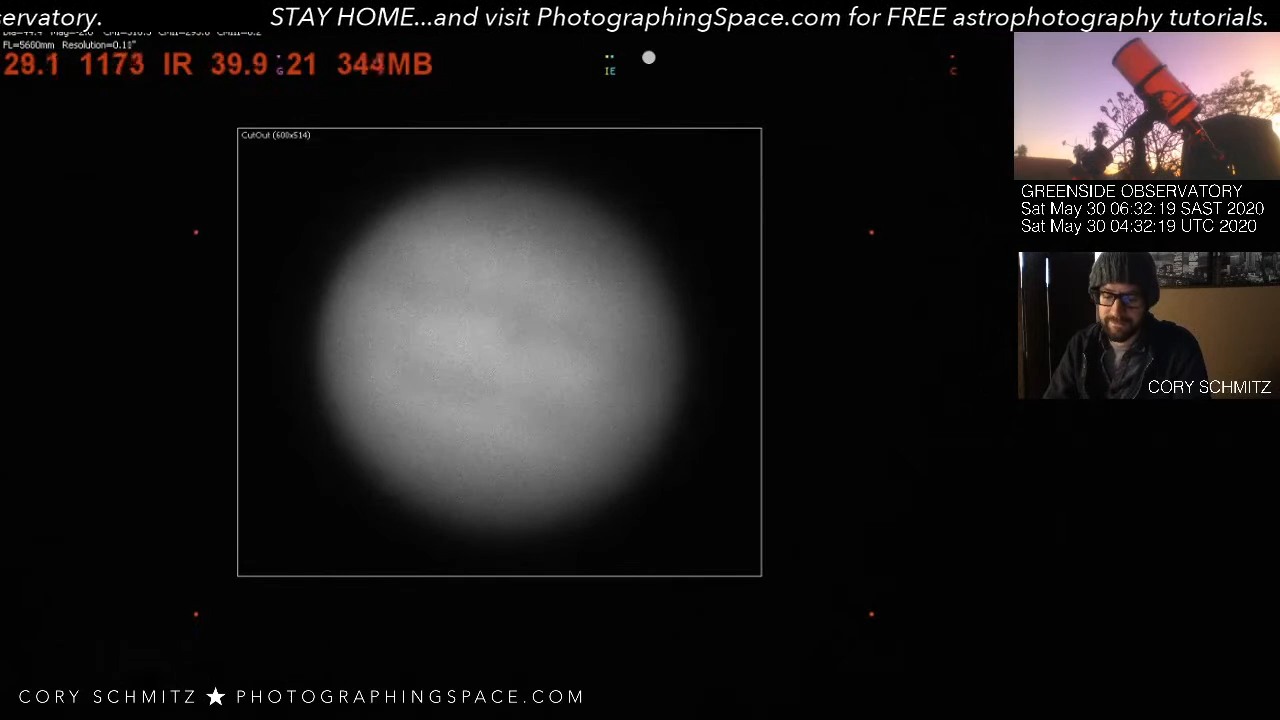 servatory.
STAY HOME...and visit PhotographingSpace.com for FREE astrophotography tutorials.
FL=5600mm Resolution=0.11"
29.1 1173 IR 39.9 21 344MB
G
IE
C
CutOut (600x514)
GREENSIDE OBSERVATORY
Sat May 30 06:32:19 SAST 2020
Sat May 30 04:32:19 UTC 2020
CORY SCHMITZ
CORY SCHMITZ ★ PHOTOGRAPHINGSPACE.COM